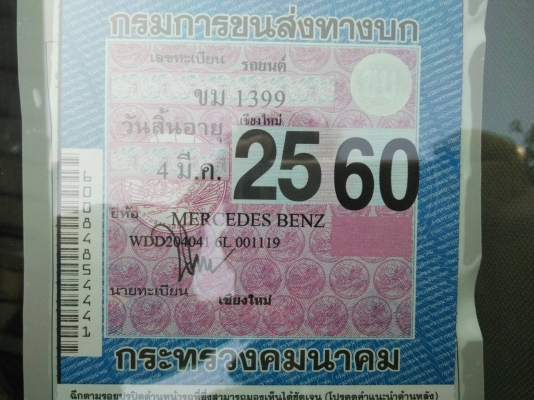 กรมการขนส่งทางบก
เลขทะเบียน รถยนต์
ขม 1399
วันสิ้นอายุ เชียงใหม่
4 มี.ค. 2560
ยี่ห้อ MERCEDES BENZ
WDD204041 6L 001119
นายทะเบียน เชียงใหม่
กระทรวงคมนาคม